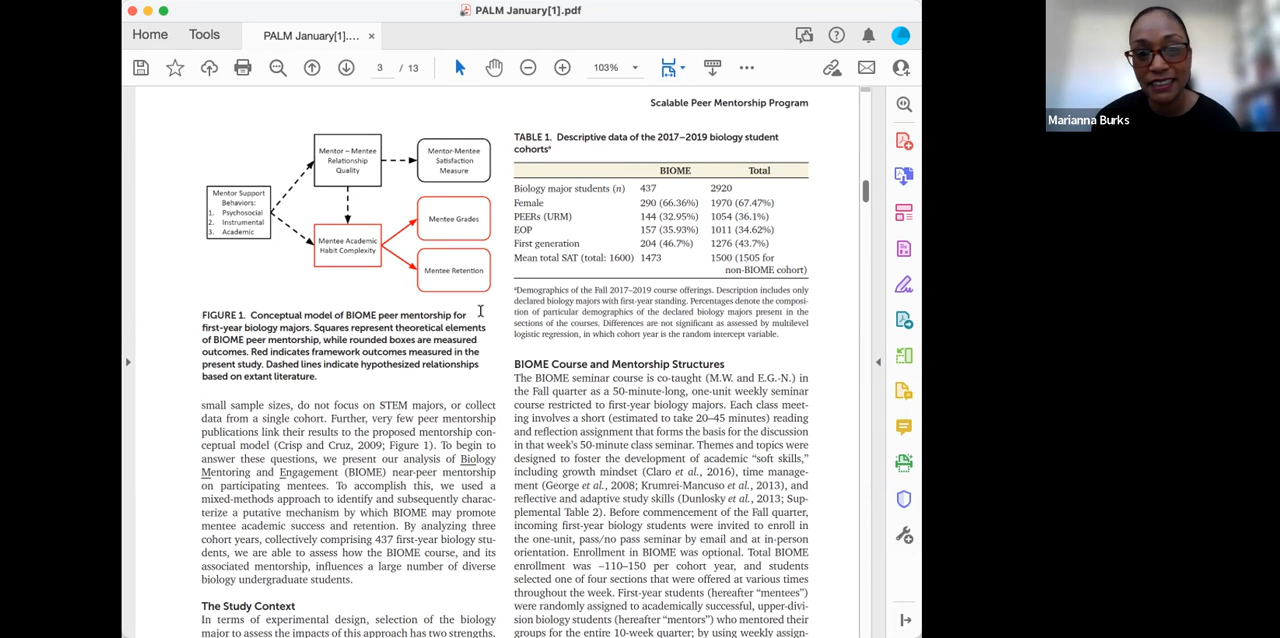 PALM January[1].pdf
Home
Tools
PALM January[1]....
×
3 / 13
103%
Marianna Burks
Scalable Peer Mentorship Program
Mentor Support
Behaviors:
1. Psychosocial
2. Instrumental
3. Academic
Mentor – Mentee
Relationship
Quality
Mentor-Mentee
Satisfaction
Measure
Mentee Academic
Habit Complexity
Mentee Grades
Mentee Retention
FIGURE 1. Conceptual model of BIOME peer mentorship for
first-year biology majors. Squares represent theoretical elements
of BIOME peer mentorship, while rounded boxes are measured
outcomes. Red indicates framework outcomes measured in the
present study. Dashed lines indicate hypothesized relationships
based on extant literature.
small sample sizes, do not focus on STEM majors, or collect
data from a single cohort. Further, very few peer mentorship
publications link their results to the proposed mentorship con-
ceptual model (Crisp and Cruz, 2009; Figure 1). To begin to
answer these questions, we present our analysis of Biology
Mentoring and Engagement (BIOME) near-peer mentorship
on participating mentees. To accomplish this, we used a
mixed-methods approach to identify and subsequently charac-
terize a putative mechanism by which BIOME may promote
mentee academic success and retention. By analyzing three
cohort years, collectively comprising 437 first-year biology stu-
dents, we are able to assess how the BIOME course, and its
associated mentorship, influences a large number of diverse
biology undergraduate students.
The Study Context
In terms of experimental design, selection of the biology
major to assess the impacts of this approach has two strengths.
TABLE 1. Descriptive data of the 2017–2019 biology student
cohortsª
BIOME Total
Biology major students (n) 437 2920
Female 290 (66.36%) 1970 (67.47%)
PEERs (URM) 144 (32.95%) 1054 (36.1%)
EOP 157 (35.93%) 1011 (34.62%)
First generation 204 (46.7%) 1276 (43.7%)
Mean total SAT (total: 1600) 1473 1500 (1505 for
non-BIOME cohort)
ªDemographics of the Fall 2017–2019 course offerings. Description includes only
declared biology majors with first-year standing. Percentages denote the composi-
tion of particular demographics of the declared biology majors present in the
sections of the courses. Differences are not significant as assessed by multilevel
logistic regression, in which cohort year is the random intercept variable.
BIOME Course and Mentorship Structures
The BIOME seminar course is co-taught (M.W. and E.G.-N.) in
the Fall quarter as a 50-minute-long, one-unit weekly seminar
course restricted to first-year biology majors. Each class meet-
ing involves a short (estimated to take 20–45 minutes) reading
and reflection assignment that forms the basis for the discussion
in that week's 50-minute class seminar. Themes and topics were
designed to foster the development of academic “soft skills,”
including growth mindset (Claro et al., 2016), time manage-
ment (George et al., 2008; Krumrei-Mancuso et al., 2013), and
reflective and adaptive study skills (Dunlosky et al., 2013; Sup-
plemental Table 2). Before commencement of the Fall quarter,
incoming first-year biology students were invited to enroll in
the one-unit, pass/no pass seminar by email and at in-person
orientation. Enrollment in BIOME was optional. Total BIOME
enrollment was ~110–150 per cohort year, and students
selected one of four sections that were offered at various times
throughout the week. First-year students (hereafter “mentees”)
were randomly assigned to academically successful, upper-divi-
sion biology students (hereafter “mentors”) who mentored their
groups for the entire 10-week quarter; by using weekly assign-